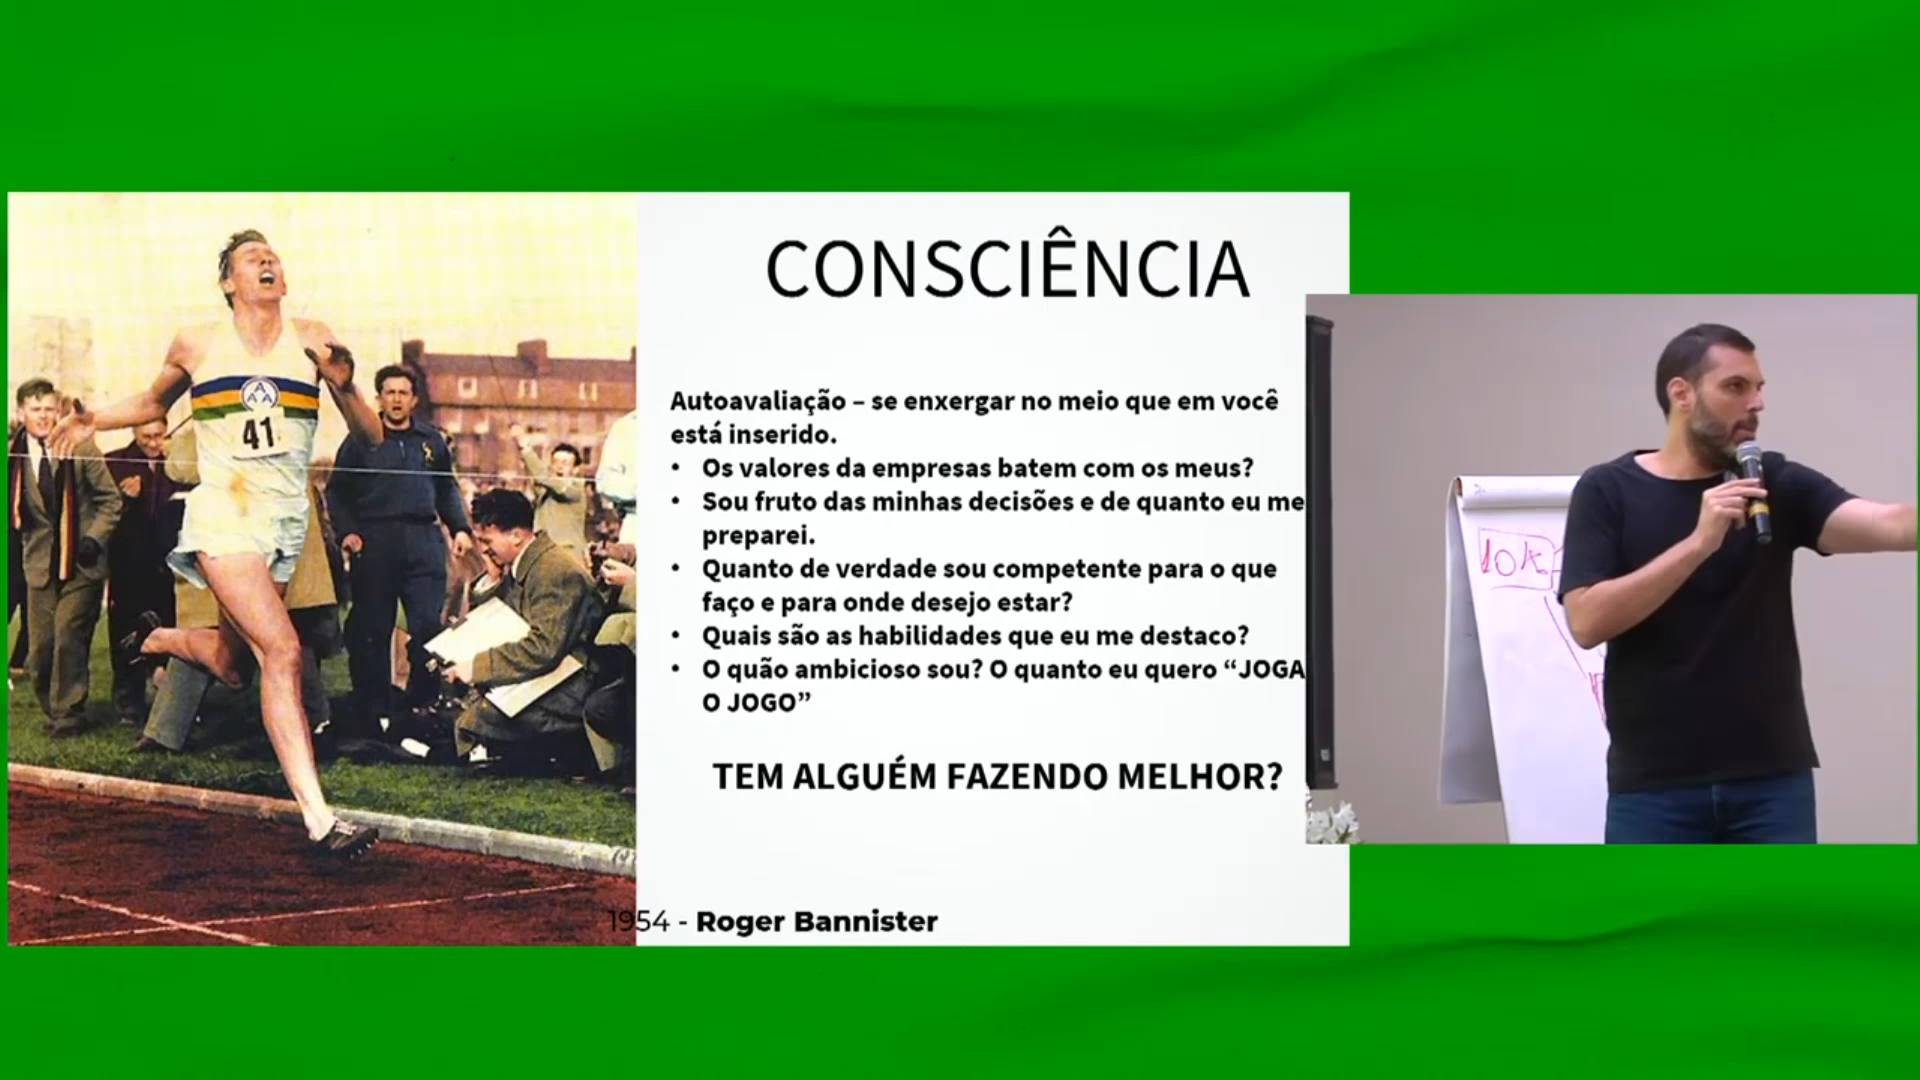 CONSCIÊNCIA
Autoavaliação – se enxergar no meio que em você
está inserido.
• Os valores da empresas batem com os meus?
• Sou fruto das minhas decisões e de quanto eu me
preparei.
• Quanto de verdade sou competente para o que
faço e para onde desejo estar?
• Quais são as habilidades que eu me destaco?
• O quão ambicioso sou? O quanto eu quero “JOGA
O JOGO”
TEM ALGUÉM FAZENDO MELHOR?
1954 - Roger Bannister
41
A
A A
10K